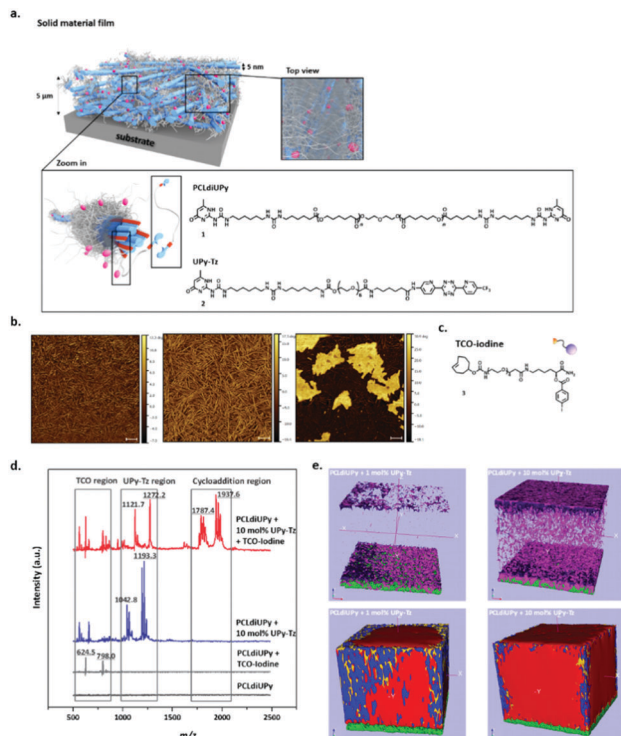 a.
Solid material film
5 nm
Top view
5 µm
substrate
Zoom in
PCLdiUPy
1
UPy-Tz
2
b.
c.
TCO-iodine
3
d.
e.
TCO region
UPy-Tz region
Cycloaddition region
1272.2
1937.6
1121.7
1787.4
PCLdiUPy +
10 mol% UPy-Tz
+ TCO-Iodine
1193.3
1042.8
PCLdiUPy +
10 mol% UPy-Tz
624.5
798.0
PCLdiUPy +
TCO-Iodine
PCLdiUPy
Intensity (a.u.)
500
1000
1500
2000
2500
m/z
PCLdiUPy + 1 mol% UPy-Tz
PCLdiUPy + 10 mol% UPy-Tz
PCLdiUPy + 1 mol% UPy-Tz
PCLdiUPy + 10 mol% UPy-Tz